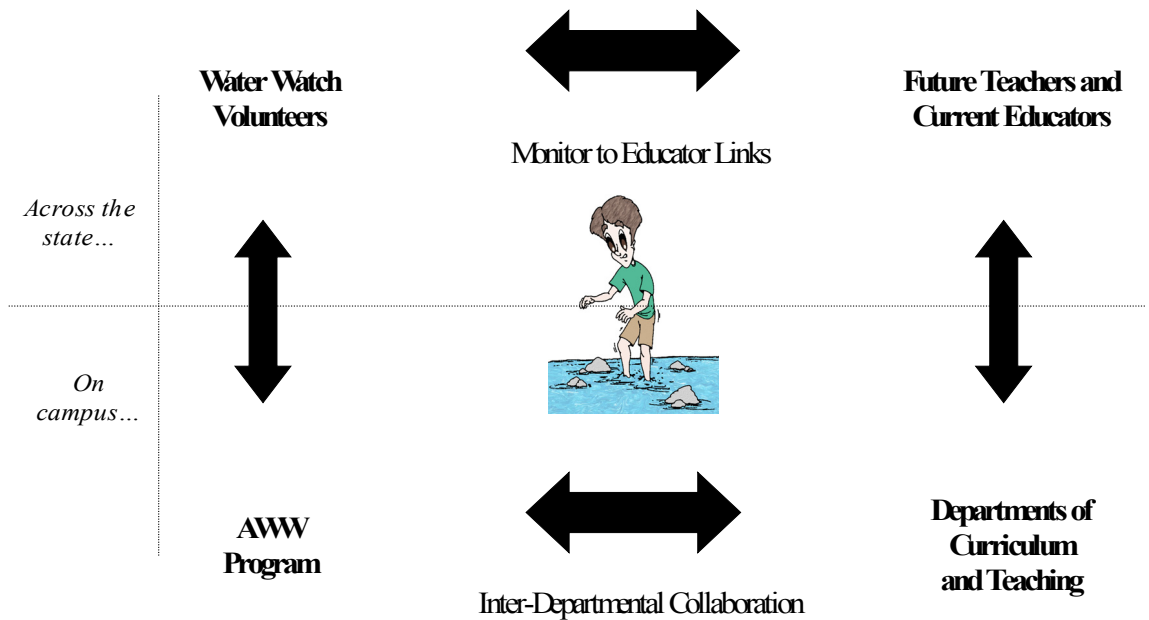 Water Watch
Volunteers
Future Teachers and
Current Educators
Monitor to Educator Links
Across the
state…
On
campus…
AWW
Program
Departments of
Curriculum
and Teaching
Inter-Departmental Collaboration